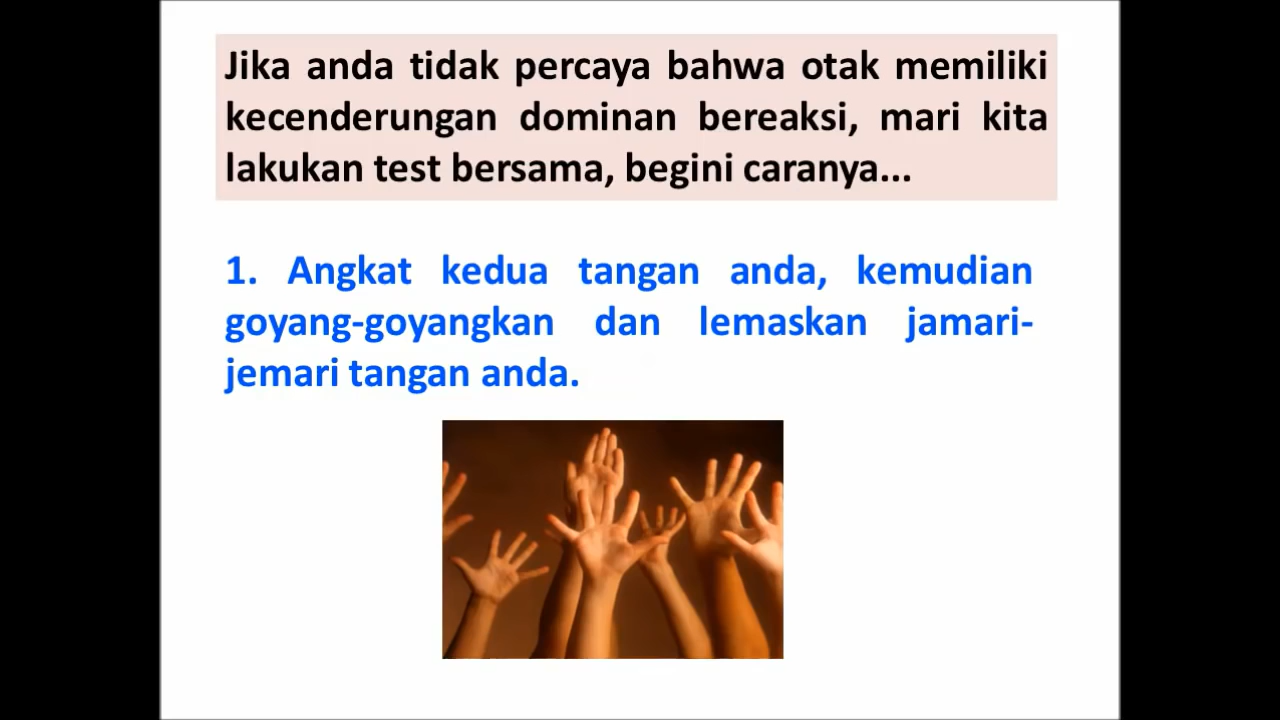 Jika anda tidak percaya bahwa otak memiliki
kecenderungan dominan bereaksi, mari kita
lakukan test bersama, begini caranya...
1. Angkat kedua tangan anda, kemudian
goyang-goyangkan dan lemaskan jamari-
jemari tangan anda.